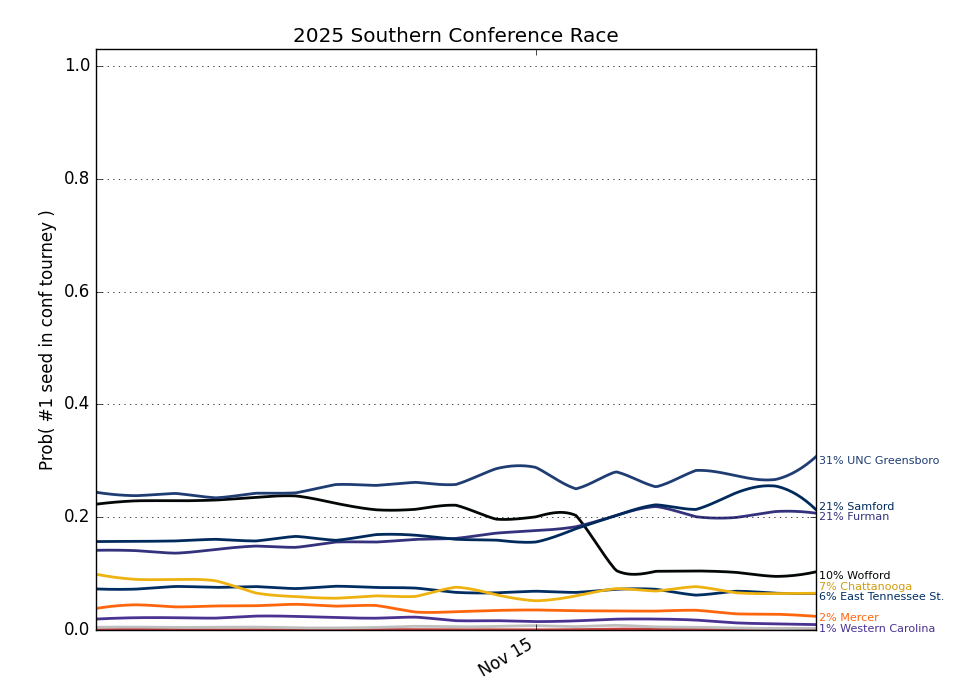 2025 Southern Conference Race
Prob( #1 seed in conf tourney )
1.0
0.8
0.6
0.4
0.2
0.0
Nov 15
31% UNC Greensboro
21% Samford
21% Furman
10% Wofford
7% Chattanooga
6% East Tennessee St.
2% Mercer
1% Western Carolina